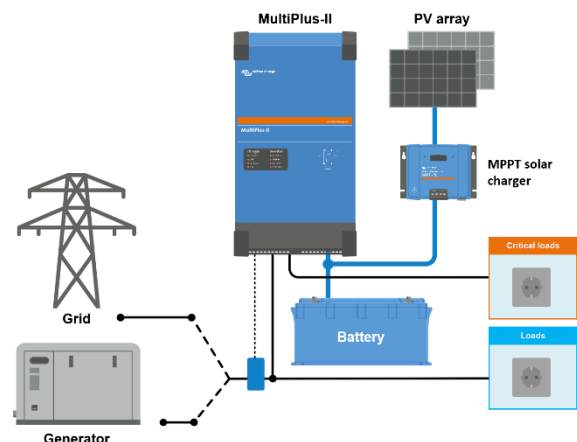 MultiPlus-II
PV array
MultiPlus-II
MPPT solar
charger
Critical loads
Grid
Battery
Loads
Generator